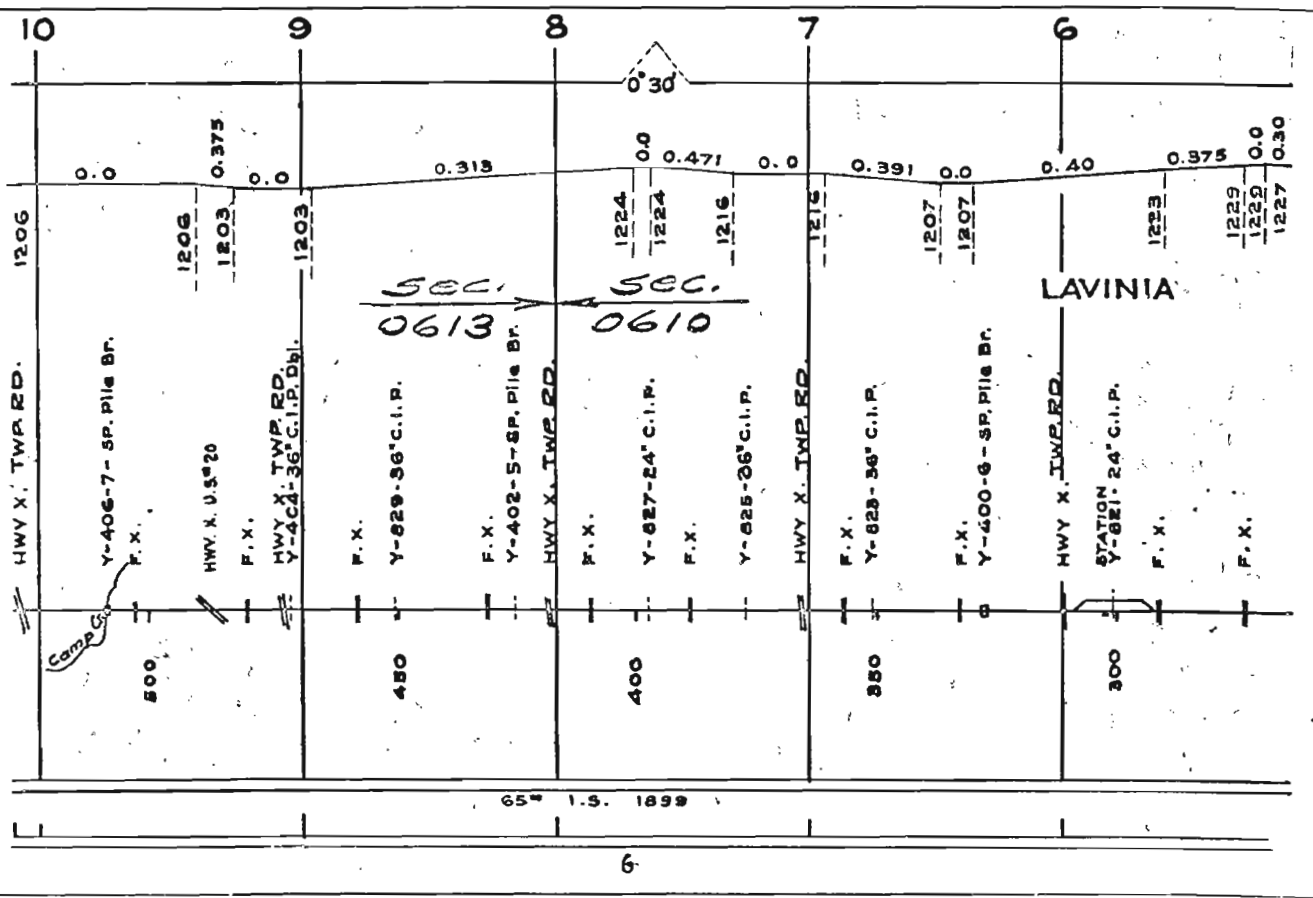 10 9 8 7 6
0°30'
0.0 0.375 0.0 0.313 0.0 0.471 0.0 0.391 0.0 0.40 0.375 0.0 0.30
1206 1206 1203 1203 1224 1224 1216 1216 1207 1207 1223 1229 1229 1227
LAVINIA
SEC. SEC.
0613 0610
HWY X. TWP. RD.
Y-406-7-SP. Pile Br.
F.X.
HWY. X. U.S.#20
F.X.
HWY X. TWP. RD.
Y-404-36" C.I.P. Dbl.
F.X.
Y-829-36" C.I.P.
F.X.
Y-402-5-SP. Pile Br.
HWY X. TWP. RD.
F.X.
Y-827-24" C.I.P.
F.X.
Y-825-36" C.I.P.
HWY X. TWP. RD.
F.X.
Y-823-36" C.I.P.
F.X.
Y-400-6-SP. Pile Br.
HWY X. TWP. RD.
STATION
Y-821-24" C.I.P.
F.X.
F.X.
Camp Cr.
500 450 400 350 300
65# I.S. 1899
6